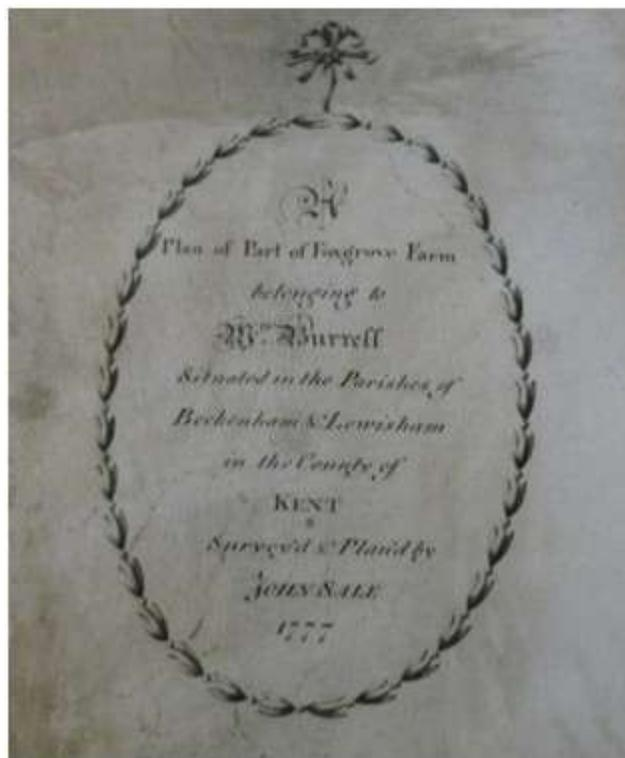 A
Plan of Part of Foxgrove Farm
belonging to
Mrs. Burrell
Situated in the Parishes of
Beckenham & Lewisham
in the County of
KENT
Survey'd & Plan'd by
JOHN SALE
1777